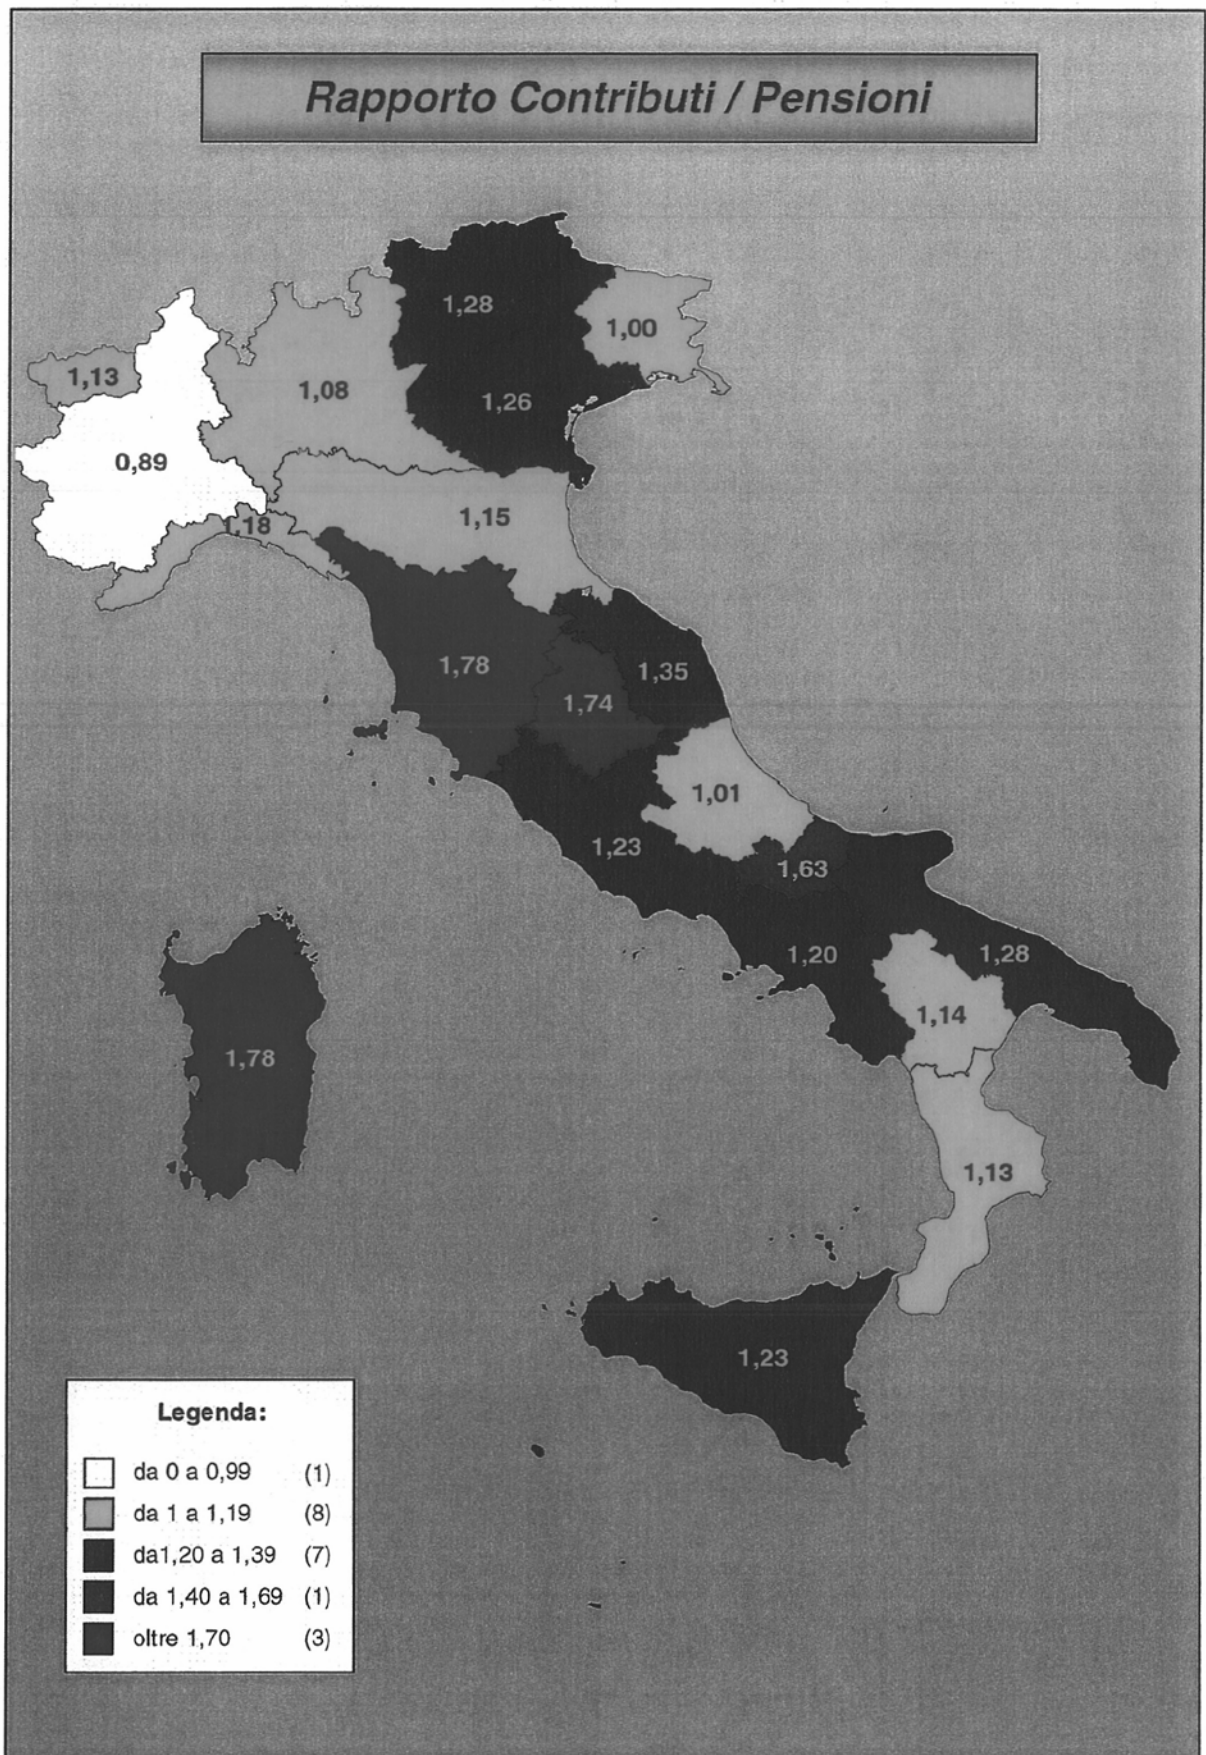 Rapporto Contributi / Pensioni
1,28
1,00
1,13
1,08
1,26
0,89
1,15
1,18
1,78
1,35
1,74
1,01
1,23
1,63
1,20
1,28
1,14
1,78
1,13
1,23
Legenda:
da 0 a 0,99 (1)
da 1 a 1,19 (8)
da1,20 a 1,39 (7)
da 1,40 a 1,69 (1)
oltre 1,70 (3)